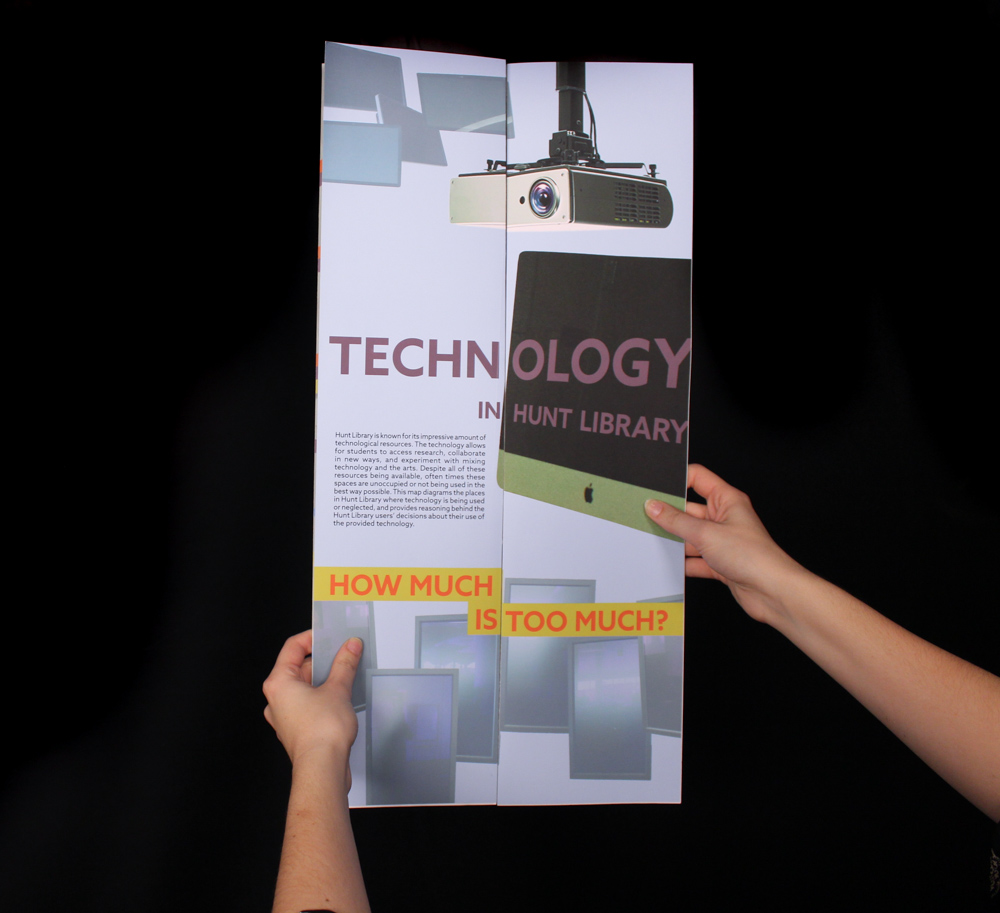 TECHNOLOGY
IN HUNT LIBRARY
Hunt Library is known for its impressive amount of
technological resources. The technology allows
for students to access research, collaborate
in new ways, and experiment with mixing
technology and the arts. Despite all of these
resources being available, often times these
spaces are unoccupied or not being used in the
best way possible. This map diagrams the places
in Hunt Library where technology is being used
or neglected, and provides reasoning behind the
Hunt Library users' decisions about their use of
the provided technology.
HOW MUCH
IS TOO MUCH?